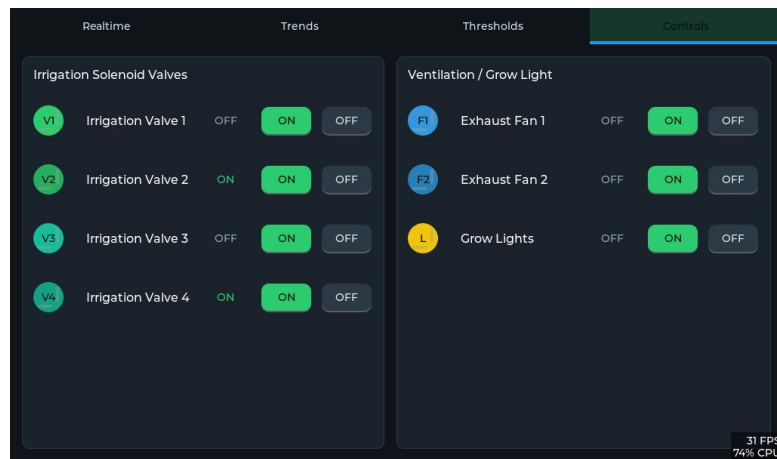 Realtime Trends Thresholds Controls
Irrigation Solenoid Valves
V1 Irrigation Valve 1 OFF ON OFF
V2 Irrigation Valve 2 ON ON OFF
V3 Irrigation Valve 3 OFF ON OFF
V4 Irrigation Valve 4 ON ON OFF
Ventilation / Grow Light
F1 Exhaust Fan 1 OFF ON OFF
F2 Exhaust Fan 2 OFF ON OFF
L Grow Lights OFF ON OFF
31 FPS
74% CPU